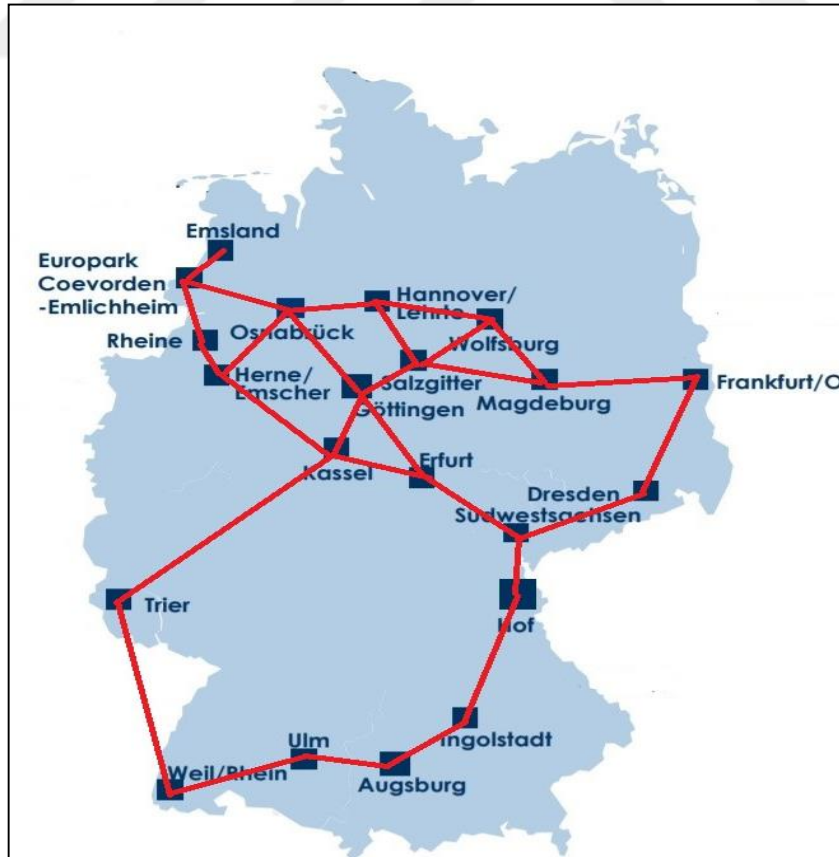 Emsland
Europark
Coevorden
-Emlichheim
Hannover/
Lehrte
Osnabrück
Wolfsburg
Rheine
Herne/
Emscher
Salzgitter
Göttingen
Magdeburg
Frankfurt/O
Kassel
Erfurt
Dresden
Südwestsachsen
Trier
Hof
Ingolstadt
Ulm
Weil/Rhein
Augsburg